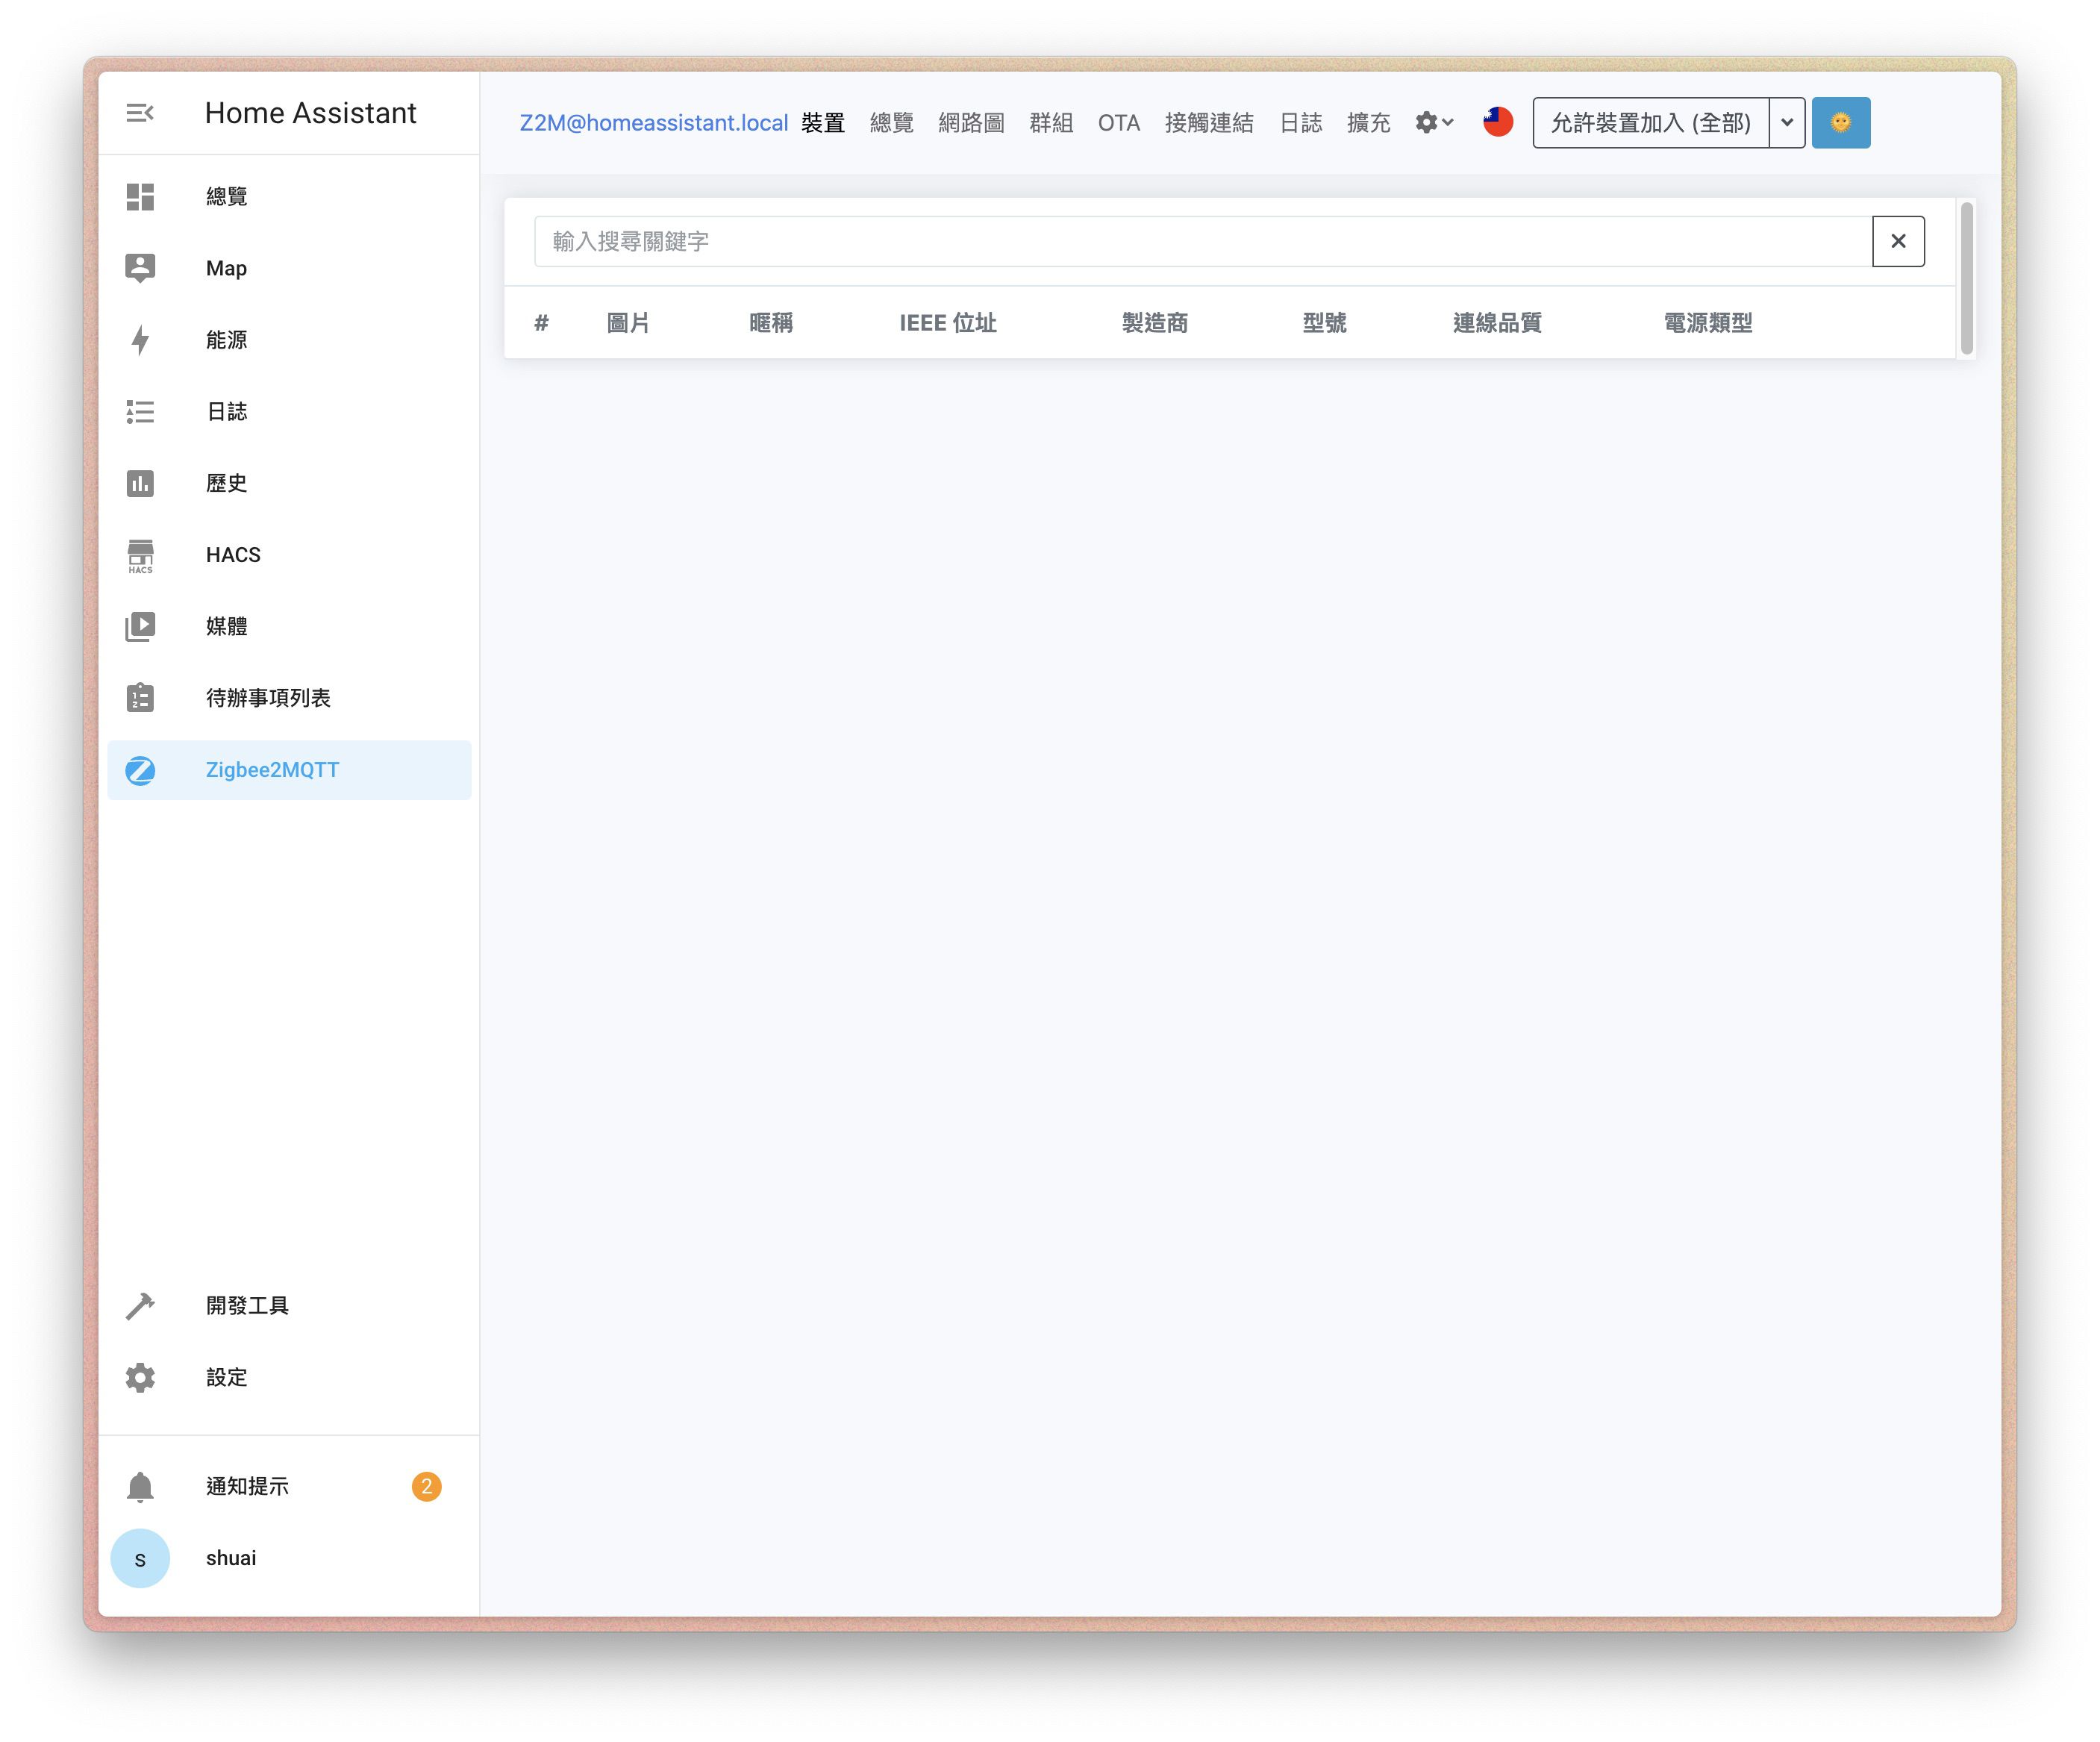 Home Assistant
總覽
Map
能源
日誌
歷史
HACS
HACS
媒體
待辦事項列表
Zigbee2MQTT
開發工具
設定
通知提示 2
s shuai
Z2M@homeassistant.local 裝置 總覽 網路圖 群組 OTA 接觸連結 日誌 擴充 允許裝置加入 (全部)
輸入搜尋關鍵字
# 圖片 暱稱 IEEE 位址 製造商 型號 連線品質 電源類型